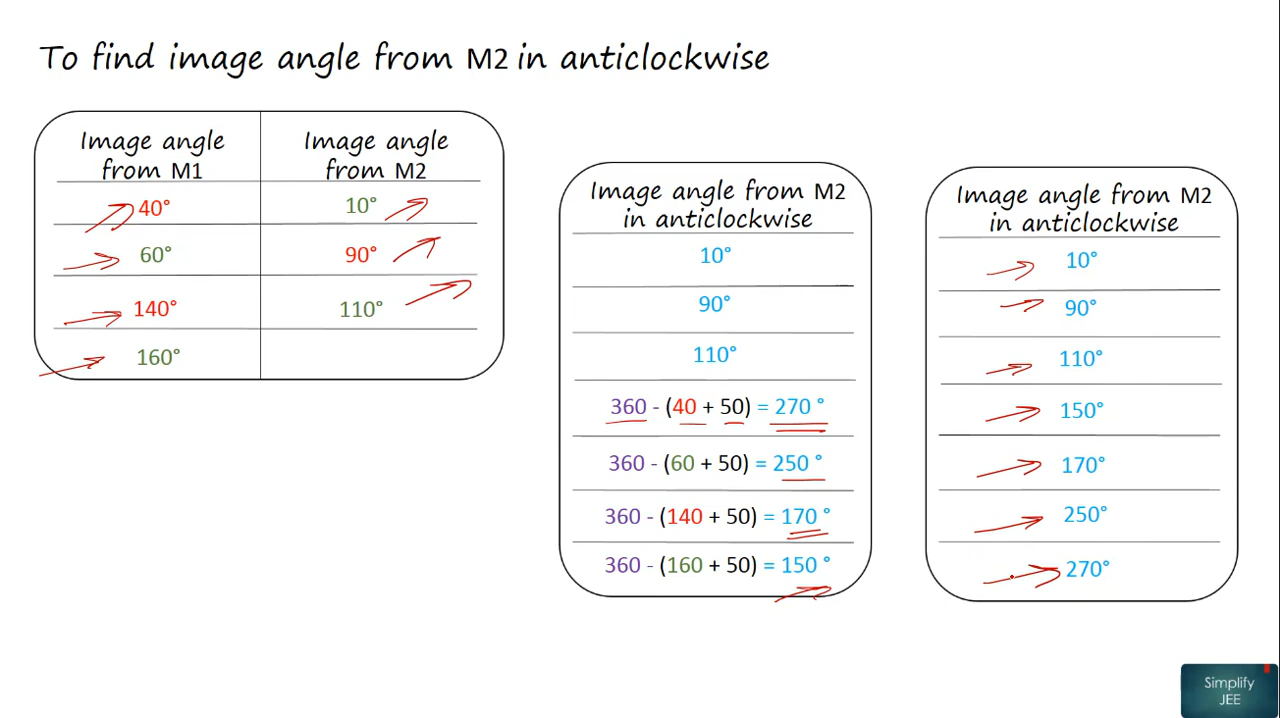 To find image angle from M2 in anticlockwise
Image angle from M1
Image angle from M2
40°
10°
60°
90°
140°
110°
160°
Image angle from M2
in anticlockwise
10°
90°
110°
360 - (40 + 50) = 270 °
360 - (60 + 50) = 250 °
360 - (140 + 50) = 170 °
360 - (160 + 50) = 150 °
Image angle from M2
in anticlockwise
10°
90°
110°
150°
170°
250°
270°
Simplify
JEE